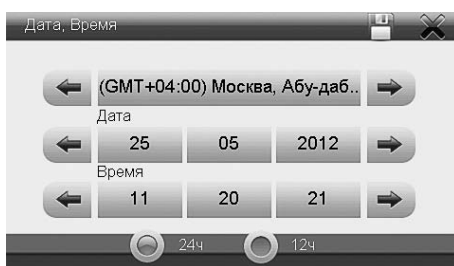 Дата, Время
(GMT+04:00) Москва, Абу-даб..
Дата
25 05 2012
Время
11 20 21
24ч 12ч